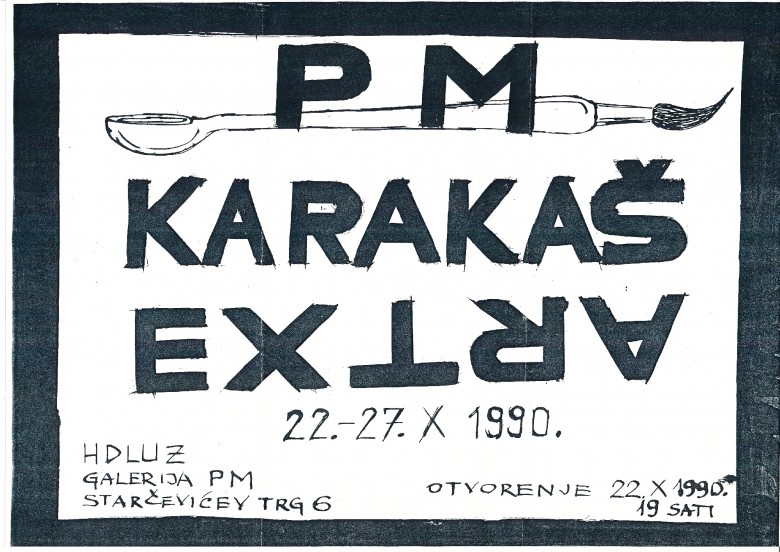 PM
KARAKAŠ
EXTRA
22.-27. X 1990.
HDLUZ
GALERIJA PM
STARČEVIĆEV TRG 6
OTVORENJE 22. X 1990.
19 SATI